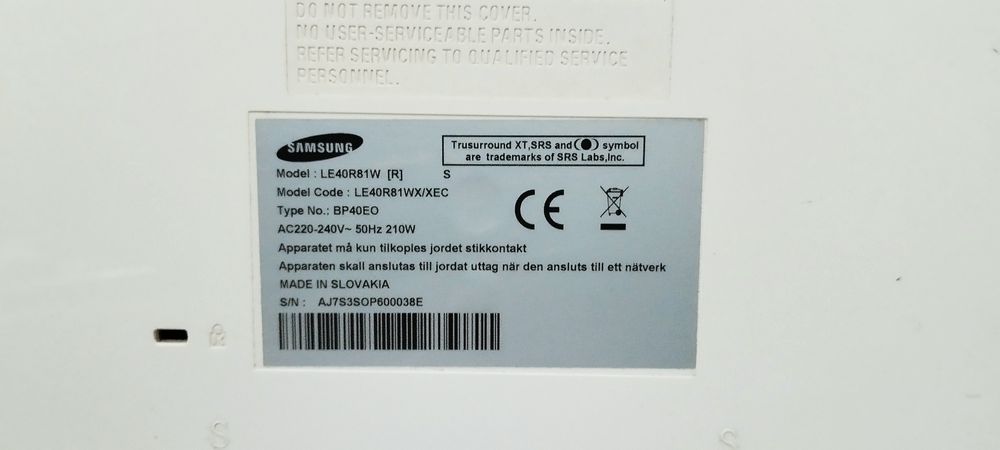 DO NOT REMOVE THIS COVER.
NO USER-SERVICEABLE PARTS INSIDE.
REFER SERVICING TO QUALIFIED SERVICE
PERSONNEL.
SAMSUNG
Trusurround XT,SRS and (●) symbol
are trademarks of SRS Labs,Inc.
Model : LE40R81W [R] S
Model Code : LE40R81WX/XEC
Type No.: BP40EO
AC220-240V~ 50Hz 210W
CE
Apparatet må kun tilkoples jordet stikkontakt
Apparaten skall anslutas till jordat uttag när den ansluts till ett nätverk
MADE IN SLOVAKIA
S/N : AJ7S3SOP600038E
S
S